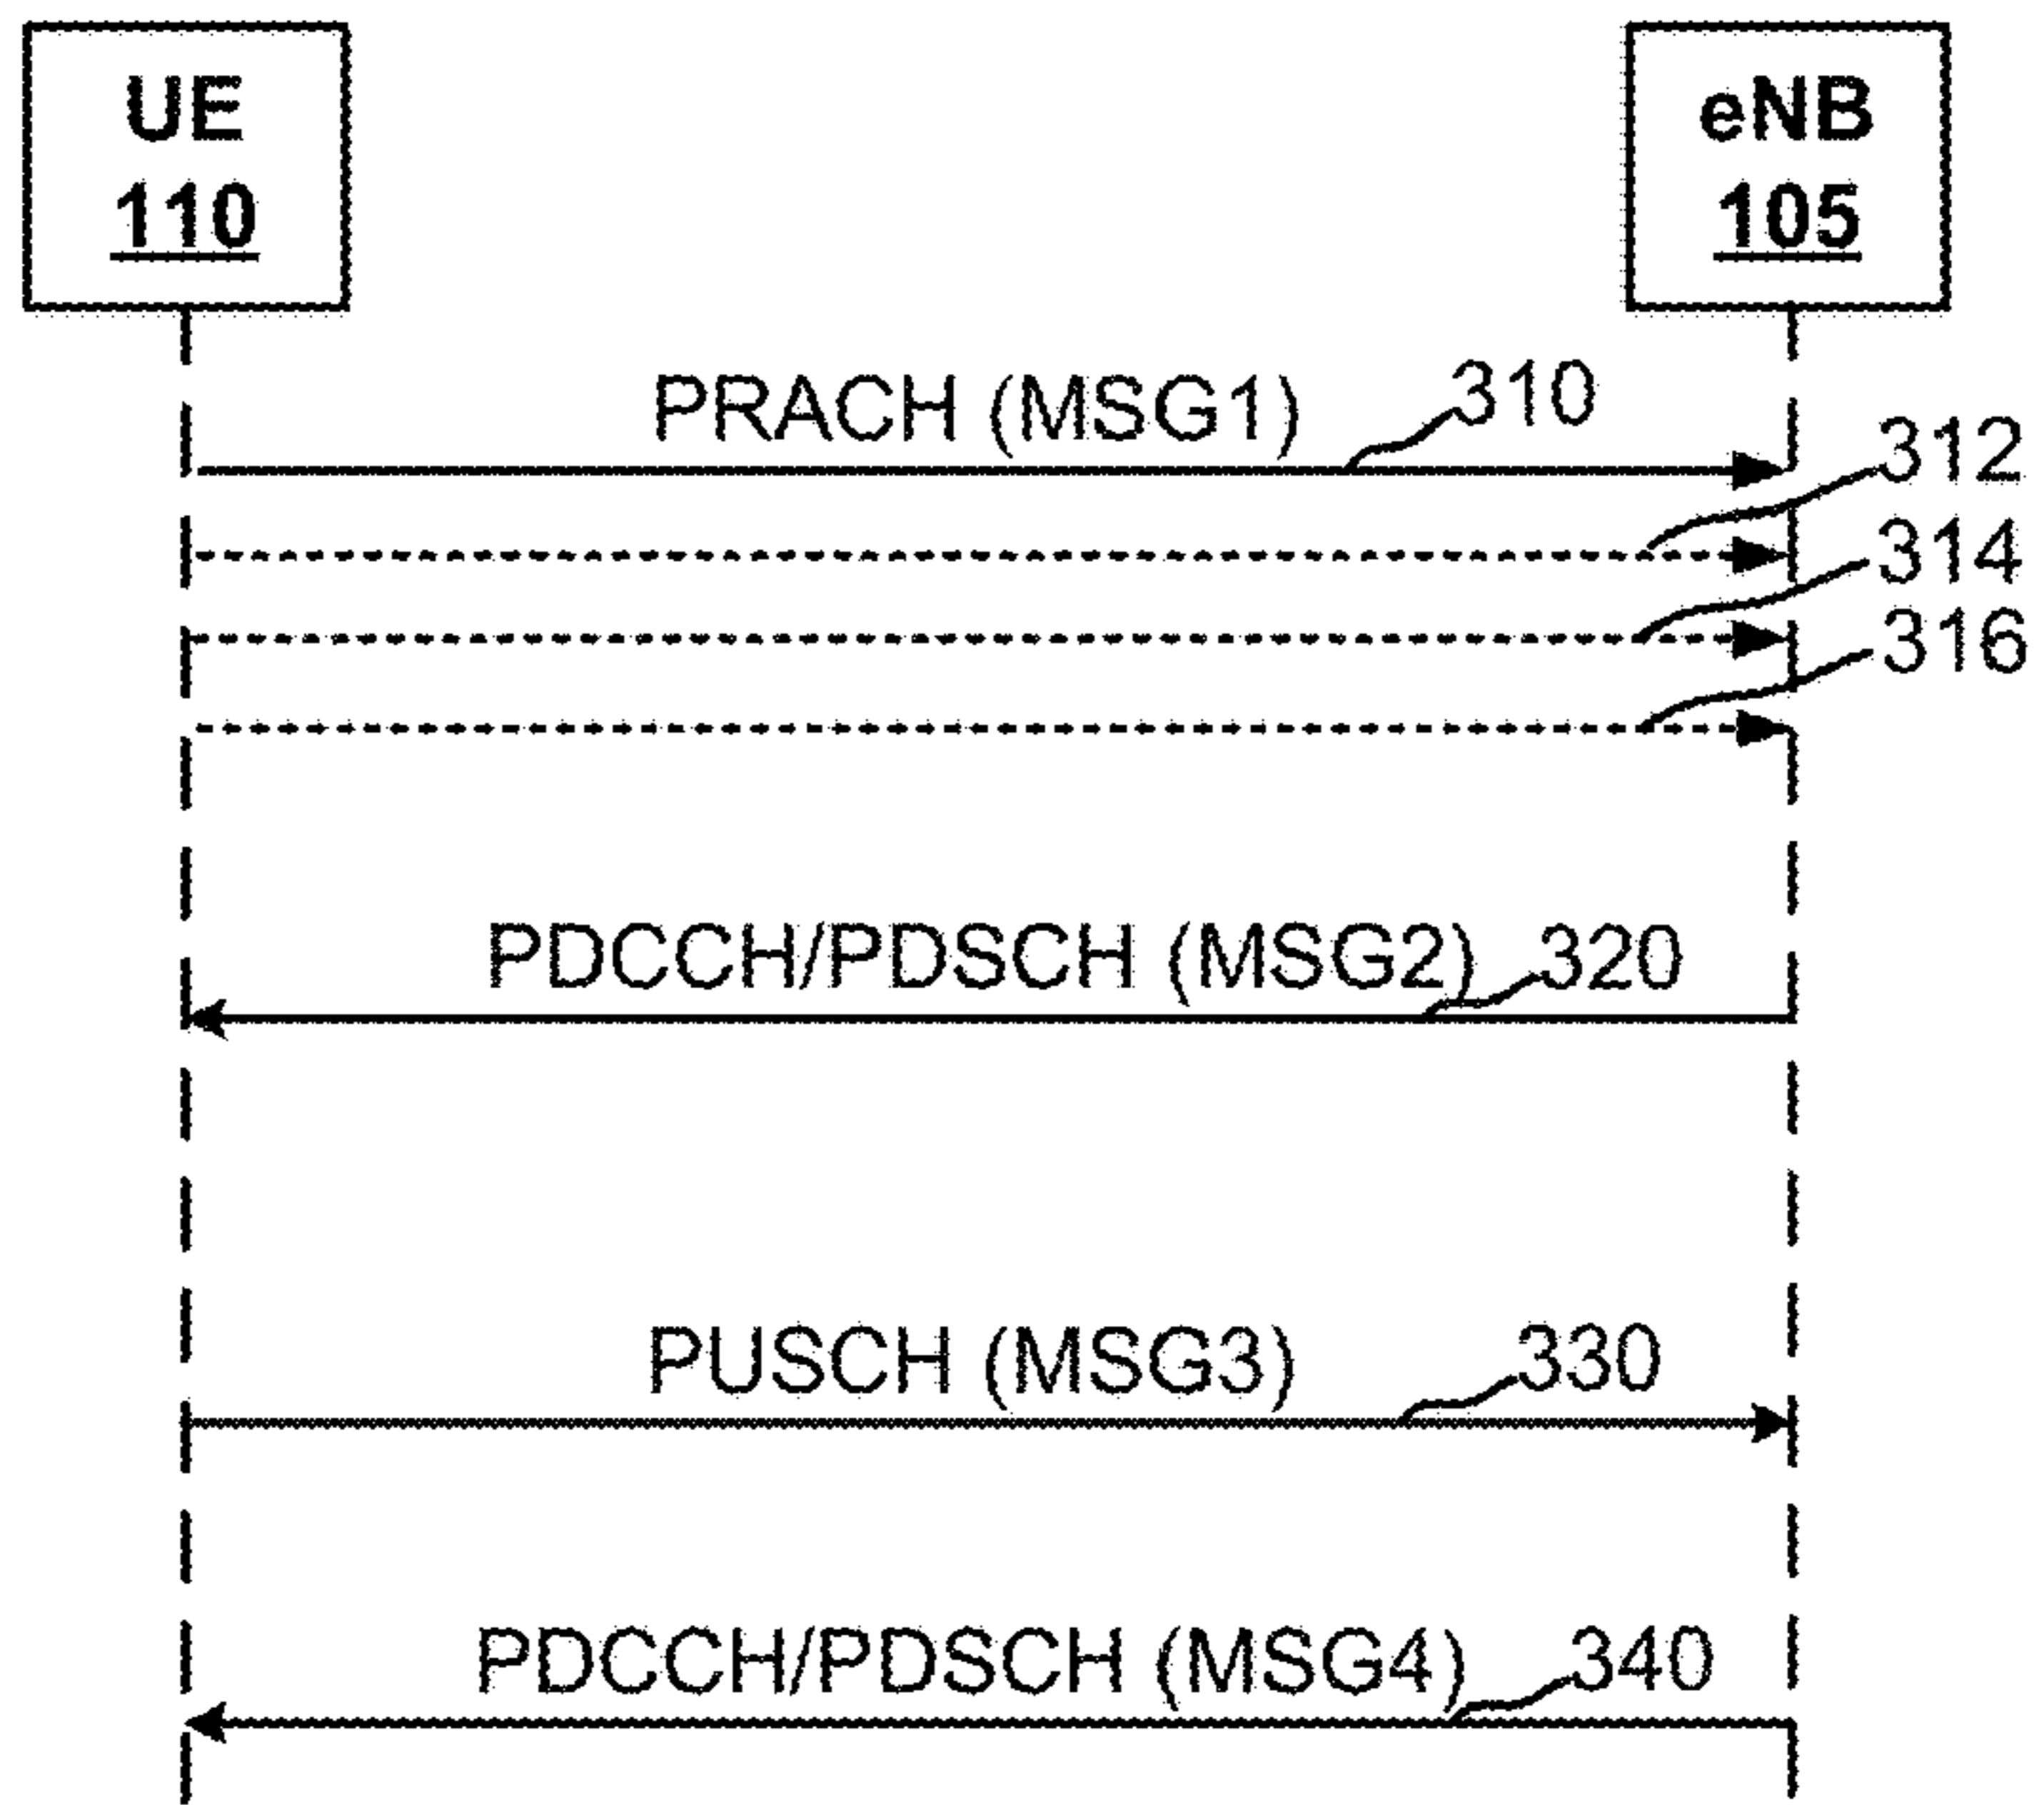 UE
110
eNB
105
PRACH (MSG1)
310
312
314
316
PDCCH/PDSCH (MSG2)
320
PUSCH (MSG3)
330
PDCCH/PDSCH (MSG4)
340